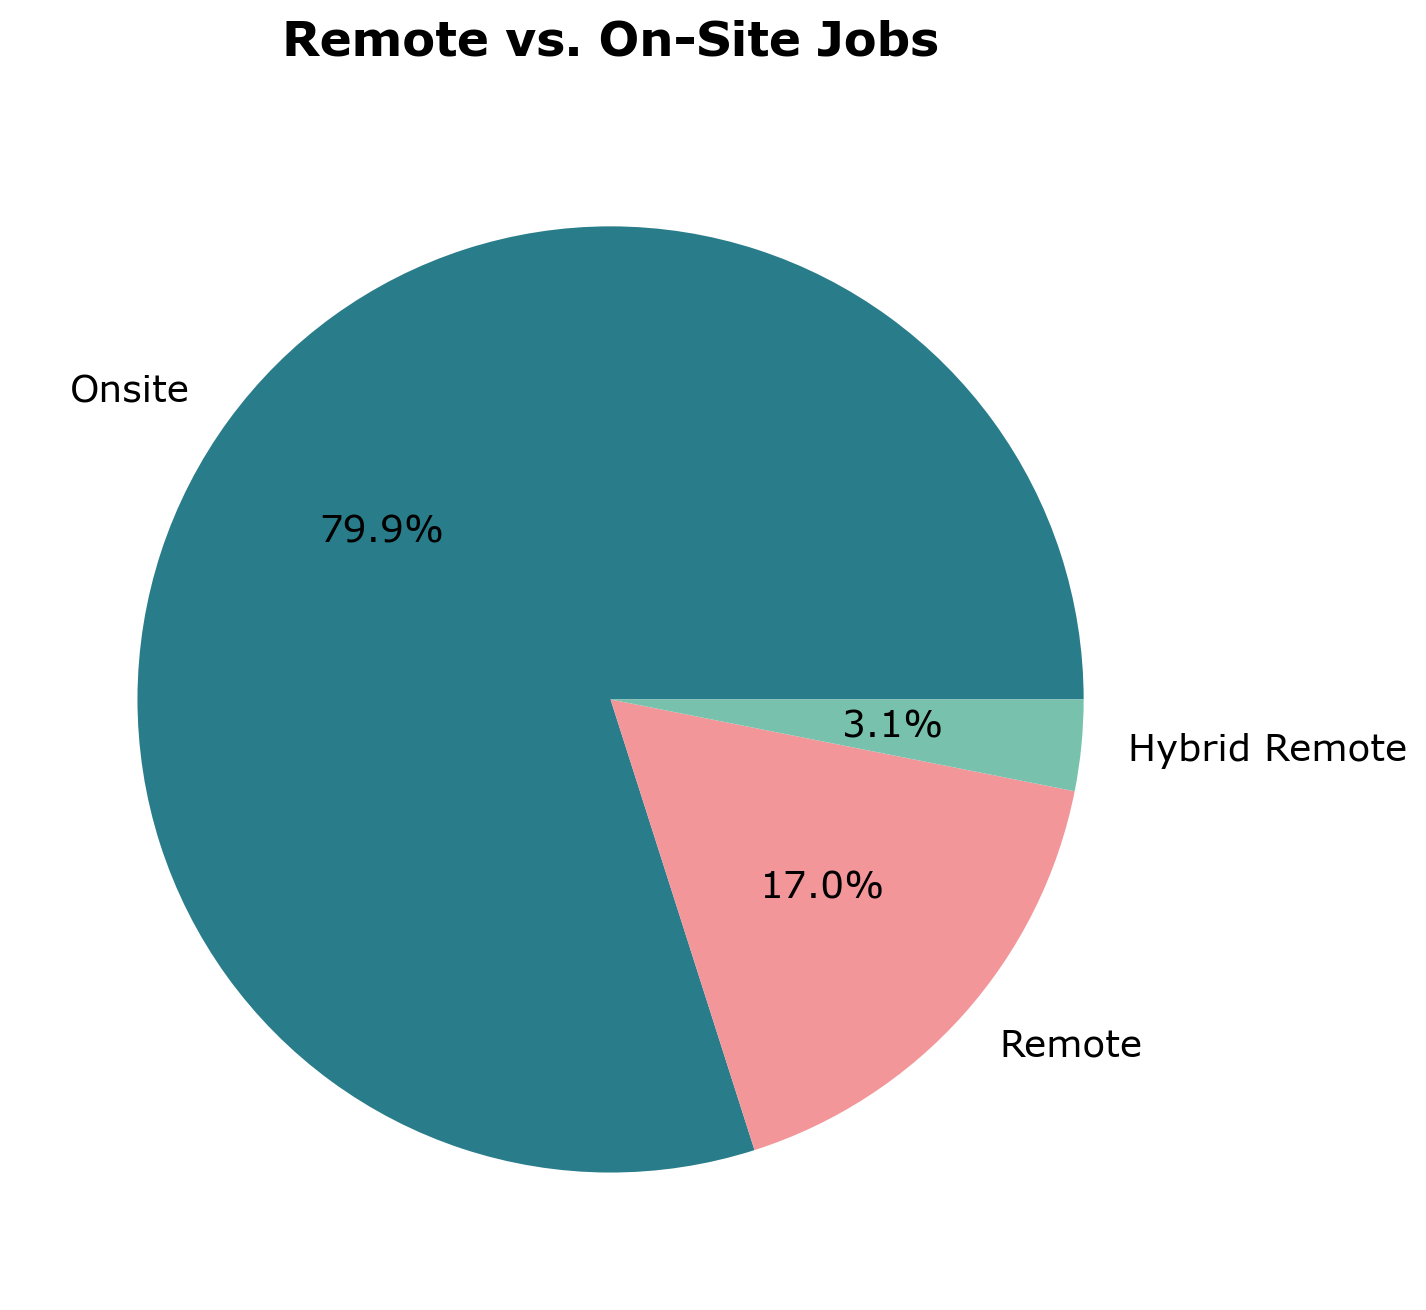 Remote vs. On-Site Jobs
Onsite
79.9%
3.1%
Hybrid Remote
17.0%
Remote